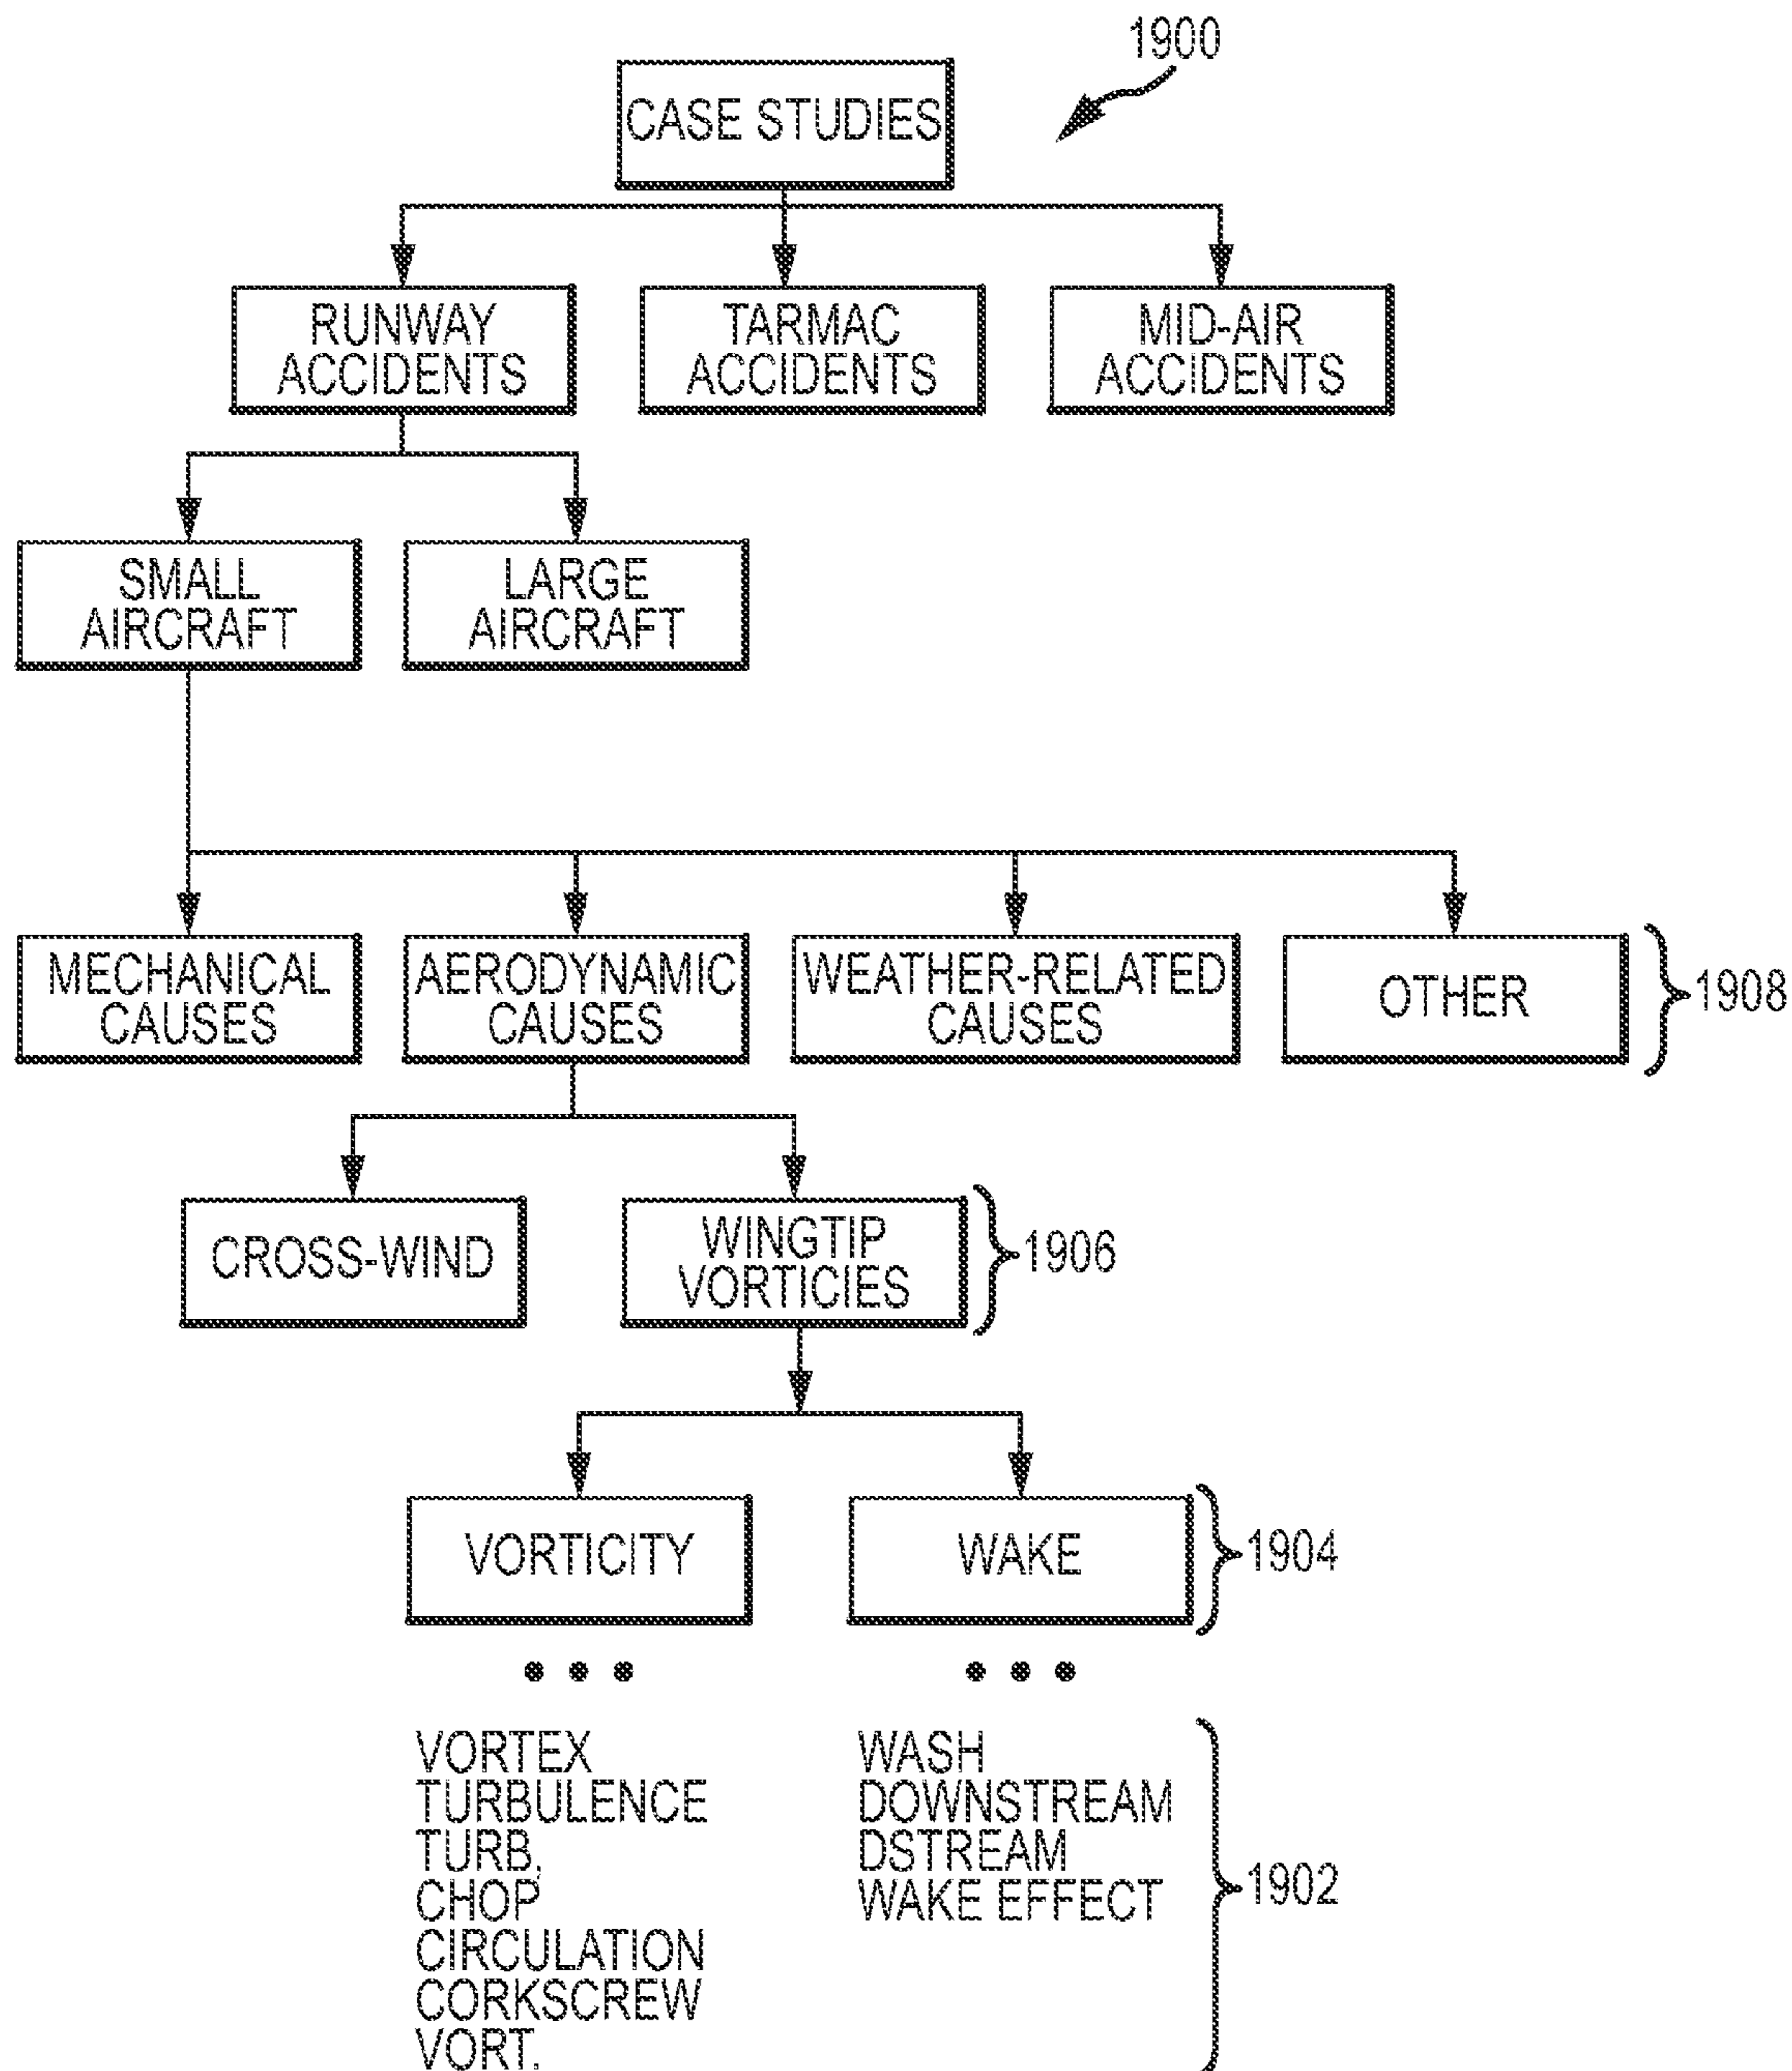 1900
CASE STUDIES
RUNWAY
ACCIDENTS
TARMAC
ACCIDENTS
MID-AIR
ACCIDENTS
SMALL
AIRCRAFT
LARGE
AIRCRAFT
MECHANICAL
CAUSES
AERODYNAMIC
CAUSES
WEATHER-RELATED
CAUSES
OTHER
1908
CROSS-WIND
WINGTIP
VORTICIES
1906
VORTICITY
WAKE
1904
VORTEX
TURBULENCE
TURB.
CHOP
CIRCULATION
CORKSCREW
VORT.
WASH
DOWNSTREAM
DSTREAM
WAKE EFFECT
1902